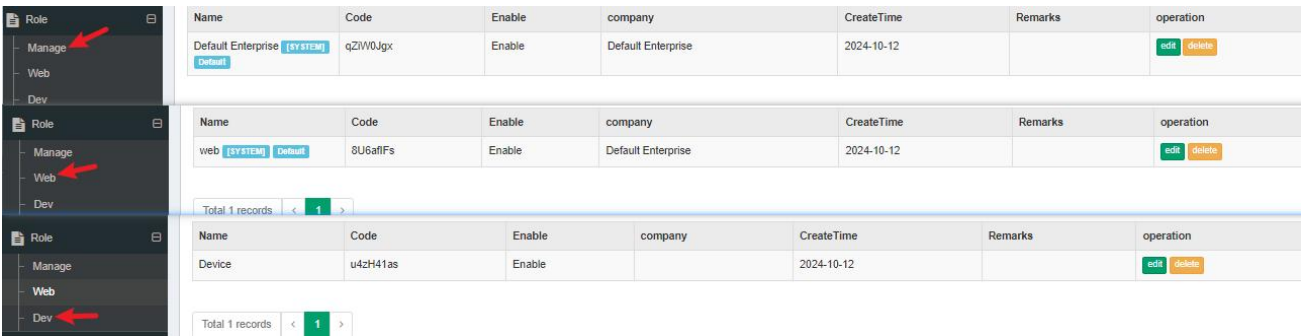 Role
Manage
Web
Dev
Name Code Enable company CreateTime Remarks operation
Default Enterprise [SYSTEM] qZiW0Jgx Enable Default Enterprise 2024-10-12 edit delete
Default
Role
Manage
Web
Dev
Name Code Enable company CreateTime Remarks operation
web [SYSTEM] Default 8U6aflFs Enable Default Enterprise 2024-10-12 edit delete
Total 1 records < 1 >
Role
Manage
Web
Dev
Name Code Enable company CreateTime Remarks operation
Device u4zH41as Enable 2024-10-12 edit delete
Total 1 records < 1 >